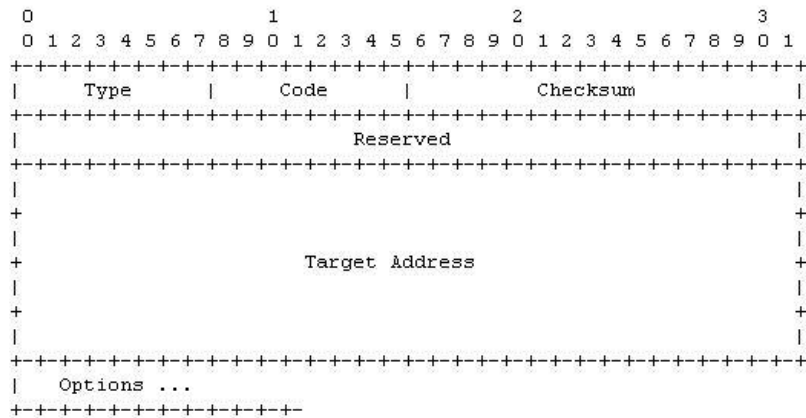 0                   1                   2                   3
0 1 2 3 4 5 6 7 8 9 0 1 2 3 4 5 6 7 8 9 0 1 2 3 4 5 6 7 8 9 0 1
+-+-+-+-+-+-+-+-+-+-+-+-+-+-+-+-+-+-+-+-+-+-+-+-+-+-+-+-+-+-+-+-+
|     Type      |     Code      |          Checksum             |
+-+-+-+-+-+-+-+-+-+-+-+-+-+-+-+-+-+-+-+-+-+-+-+-+-+-+-+-+-+-+-+-+
|                           Reserved                            |
+-+-+-+-+-+-+-+-+-+-+-+-+-+-+-+-+-+-+-+-+-+-+-+-+-+-+-+-+-+-+-+-+
|                                                               |
+                                                               +
|                                                               |
+                       Target Address                          +
|                                                               |
+                                                               +
|                                                               |
+-+-+-+-+-+-+-+-+-+-+-+-+-+-+-+-+-+-+-+-+-+-+-+-+-+-+-+-+-+-+-+-+
|   Options ...
+-+-+-+-+-+-+-+-+-+-+-+-